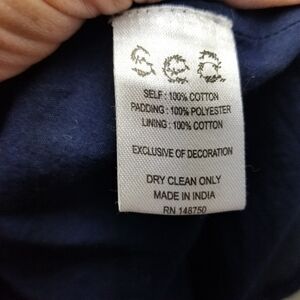 Sea
SELF : 100% COTTON
PADDING : 100% POLYESTER
LINING : 100% COTTON
EXCLUSIVE OF DECORATION
DRY CLEAN ONLY
MADE IN INDIA
RN 148750